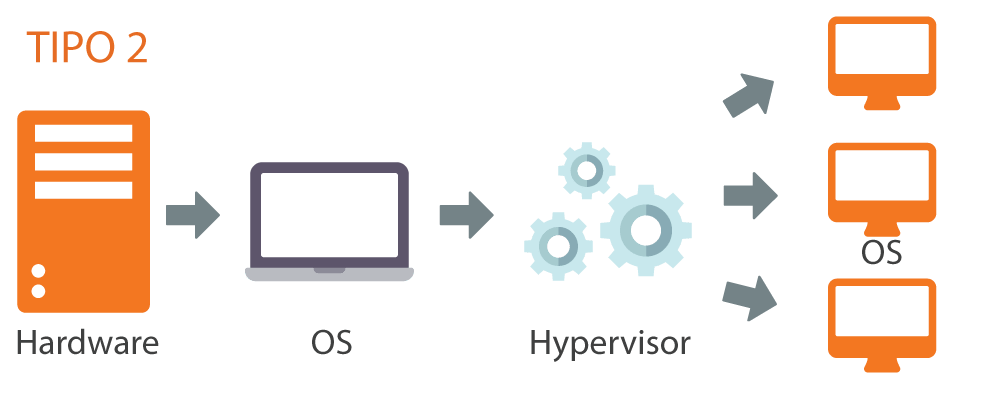 TIPO 2
Hardware
OS
Hypervisor
OS